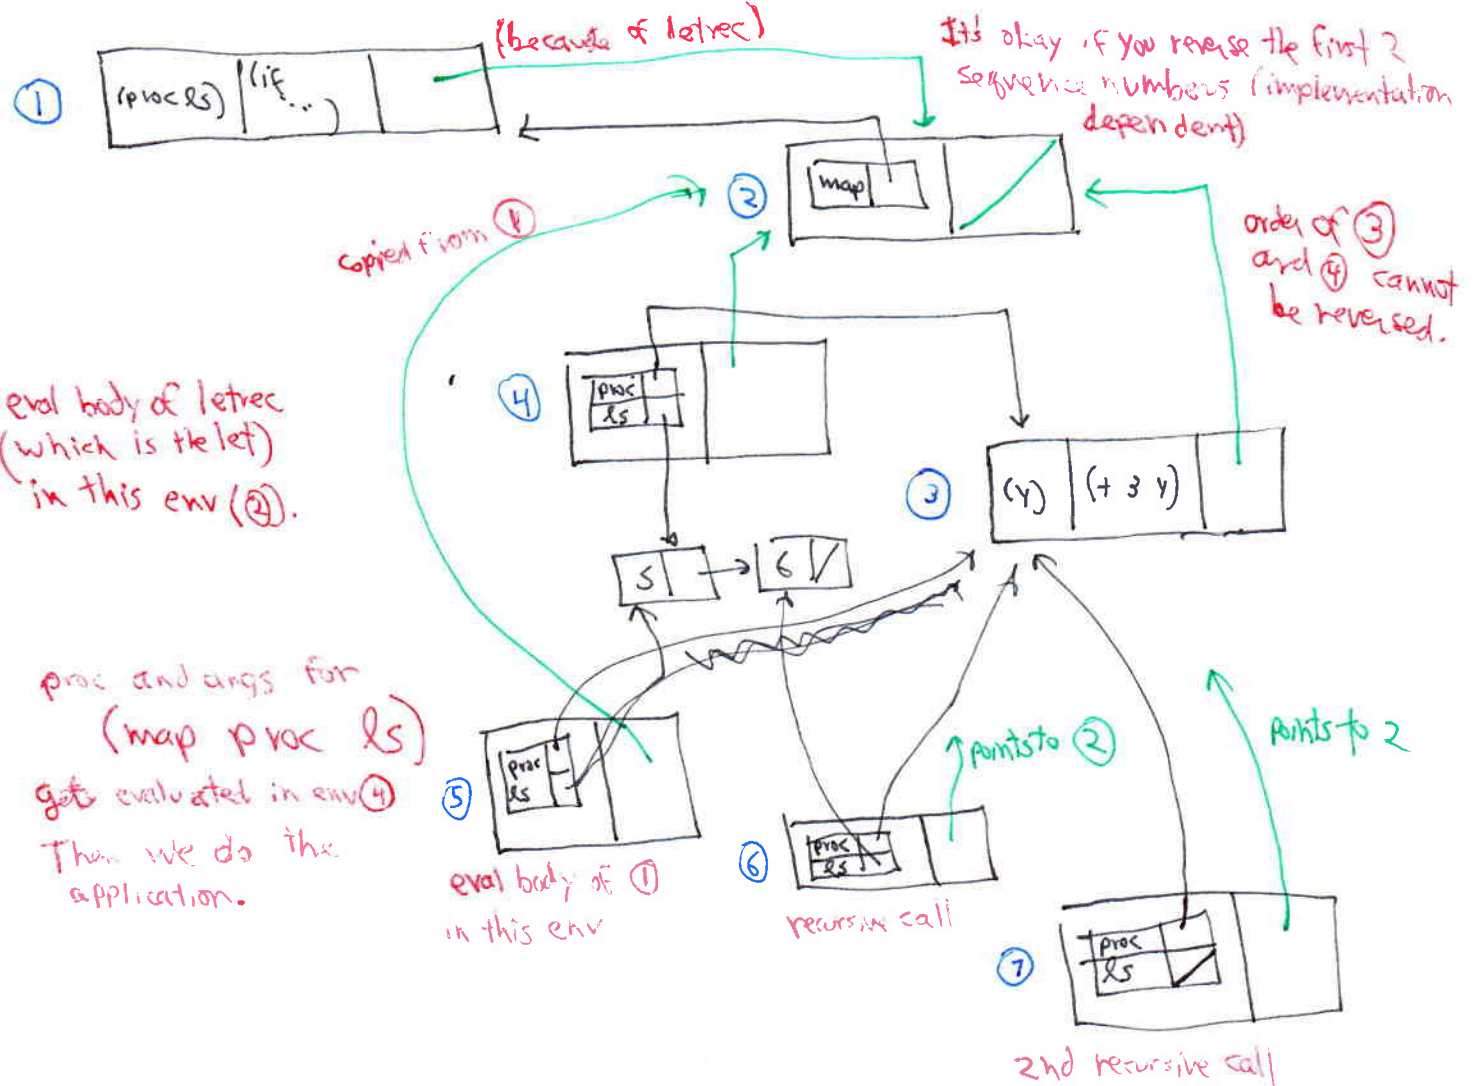 (because of letrec)
It's okay if you reverse the first 2
sequence numbers (implementation
dependent)
1
(proc ls)
(if
...)
2
map
copied from 1
order of 3
and 4 cannot
be reversed.
4
proc
ls
eval body of letrec
(which is the let)
in this env (2).
3
(y)
(+ 3 y)
5
6
proc and args for
(map proc ls)
gets evaluated in env 4
Then we do the
application.
5
proc
ls
eval body of 1
in this env
points to 2
6
proc
ls
recursive call
points to 2
7
proc
ls
2nd recursive call